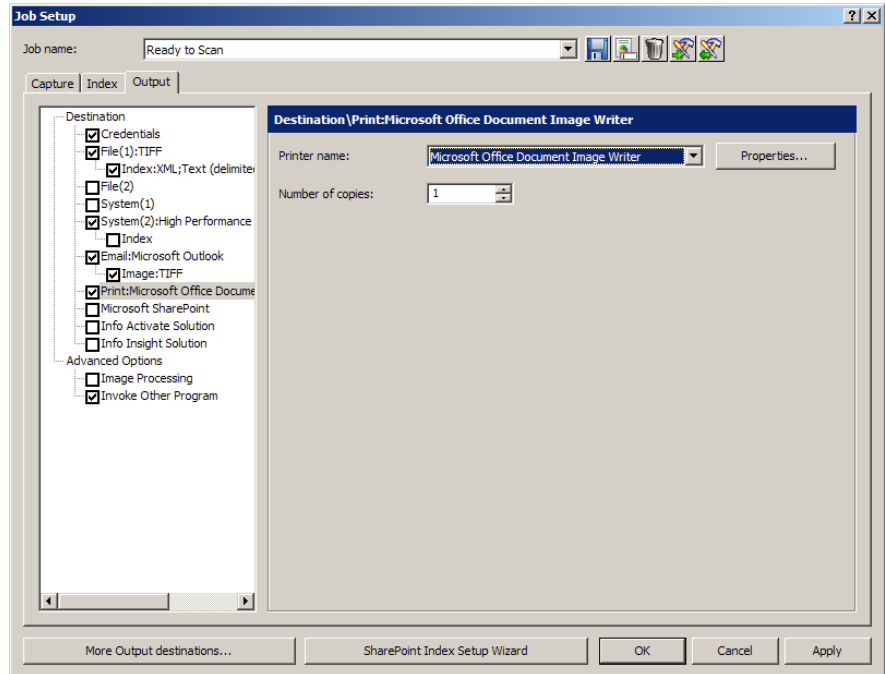 Job Setup
Job name: Ready to Scan
Capture Index Output
Destination
Credentials
File(1):TIFF
Index:XML;Text (delimite
File(2)
System(1)
System(2):High Performance
Index
Email:Microsoft Outlook
Image:TIFF
Print:Microsoft Office Docume
Microsoft SharePoint
Info Activate Solution
Info Insight Solution
Advanced Options
Image Processing
Invoke Other Program
Destination\Print:Microsoft Office Document Image Writer
Printer name: Microsoft Office Document Image Writer Properties...
Number of copies: 1
More Output destinations... SharePoint Index Setup Wizard OK Cancel Apply